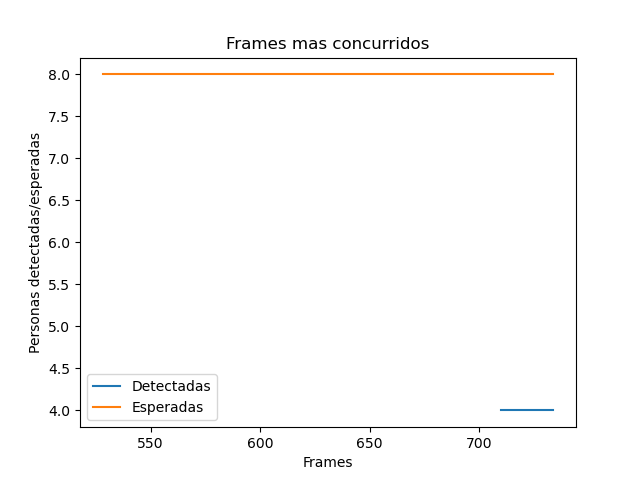 Frames mas concurridos
Personas detectadas/esperadas
8.0
7.5
7.0
6.5
6.0
5.5
5.0
4.5
4.0
Detectadas
Esperadas
550 600 650 700
Frames